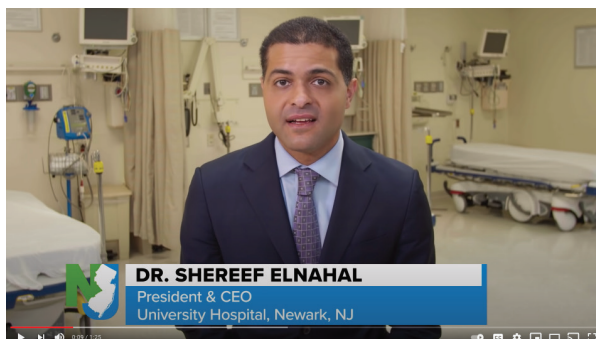 DR. SHEREEF ELNAHAL
President & CEO
University Hospital, Newark, NJ
0:09 / 1:25